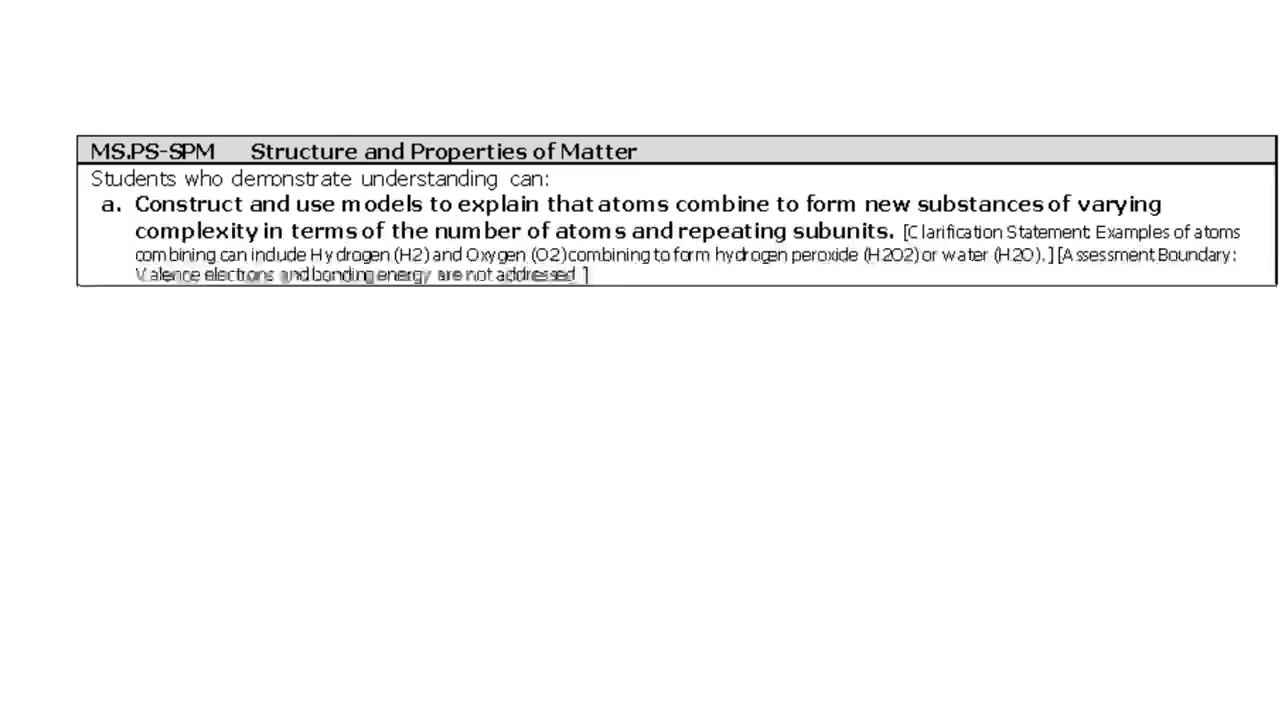 MS.PS-SPM Structure and Properties of Matter
Students who demonstrate understanding can:
a. Construct and use models to explain that atoms combine to form new substances of varying
complexity in terms of the number of atoms and repeating subunits. [Clarification Statement: Examples of atoms
combining can include Hydrogen (H2) and Oxygen (O2) combining to form hydrogen peroxide (H2O2) or water (H2O).] [Assessment Boundary:
Valence electrons and bonding energy are not addressed.]